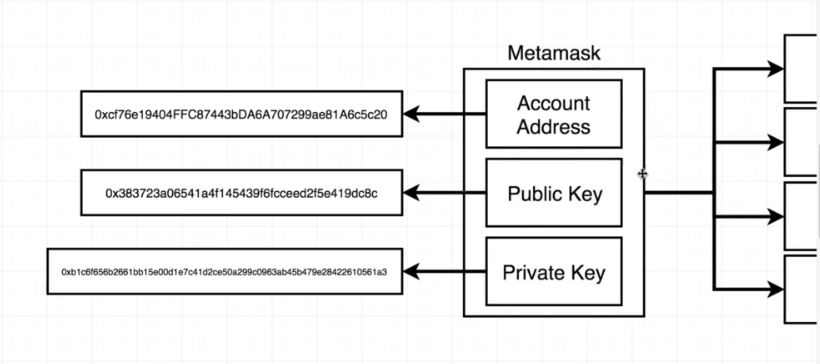 Metamask
0xcf76e19404FFC87443bDA6A707299ae81A6c5c20
Account
Address
0x383723a06541a4f145439f6fcceed2f5e419dc8c
Public Key
0xb1c6f656b2661bb15e00d1e7c41d2ce50a299c0963ab45b479e28422610561a3
Private Key